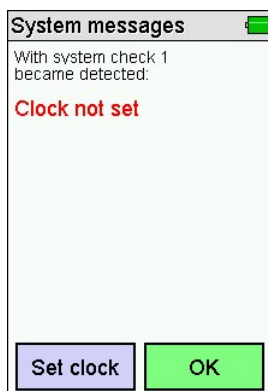 System messages
With system check 1
became detected:
Clock not set
Set clock
OK